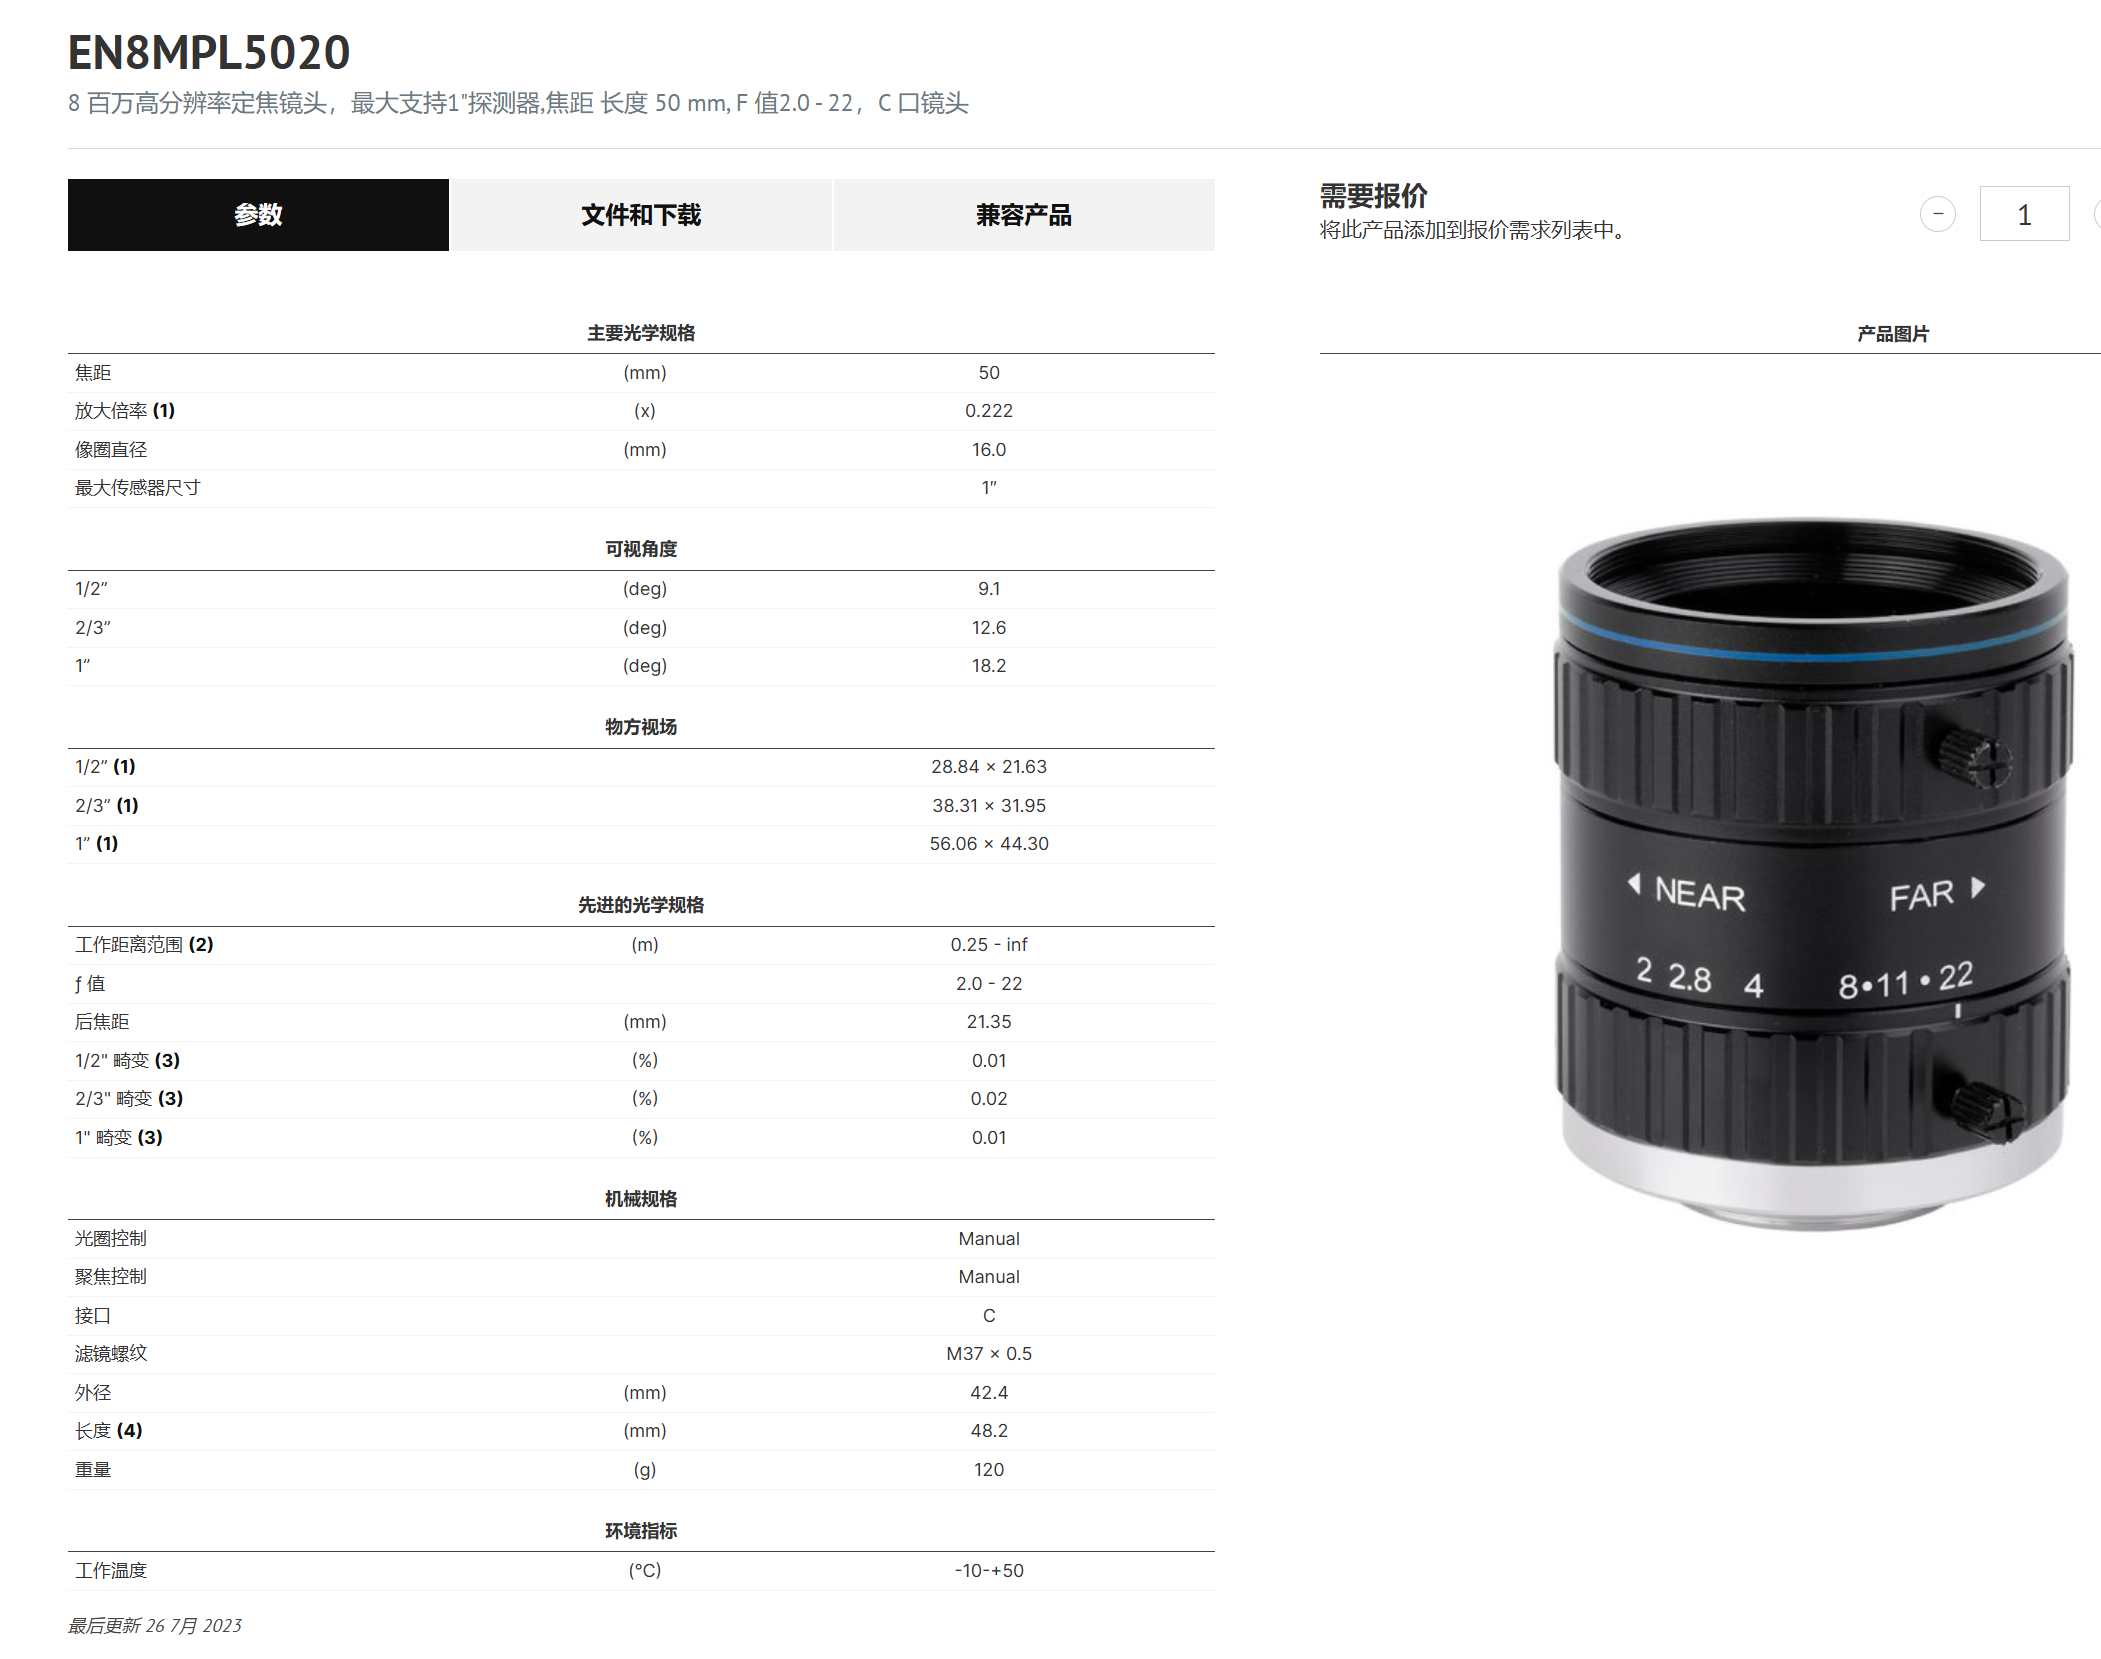 EN8MPL5020
8 百万高分辨率定焦镜头，最大支持1"探测器,焦距 长度 50 mm, F 值2.0 - 22，C 口镜头
参数 文件和下载 兼容产品
需要报价
将此产品添加到报价需求列表中。
− 1
主要光学规格
焦距 (mm) 50
放大倍率 (1) (x) 0.222
像圈直径 (mm) 16.0
最大传感器尺寸 1″
可视角度
1/2” (deg) 9.1
2/3” (deg) 12.6
1” (deg) 18.2
物方视场
1/2” (1) 28.84 × 21.63
2/3” (1) 38.31 × 31.95
1” (1) 56.06 × 44.30
先进的光学规格
工作距离范围 (2) (m) 0.25 - inf
ƒ 值 2.0 - 22
后焦距 (mm) 21.35
1/2" 畸变 (3) (%) 0.01
2/3" 畸变 (3) (%) 0.02
1" 畸变 (3) (%) 0.01
机械规格
光圈控制 Manual
聚焦控制 Manual
接口 C
滤镜螺纹 M37 × 0.5
外径 (mm) 42.4
长度 (4) (mm) 48.2
重量 (g) 120
环境指标
工作温度 (°C) -10-+50
最后更新 26 7月 2023
产品图片
◀ NEAR FAR ▶
2 2.8 4 8•11•22